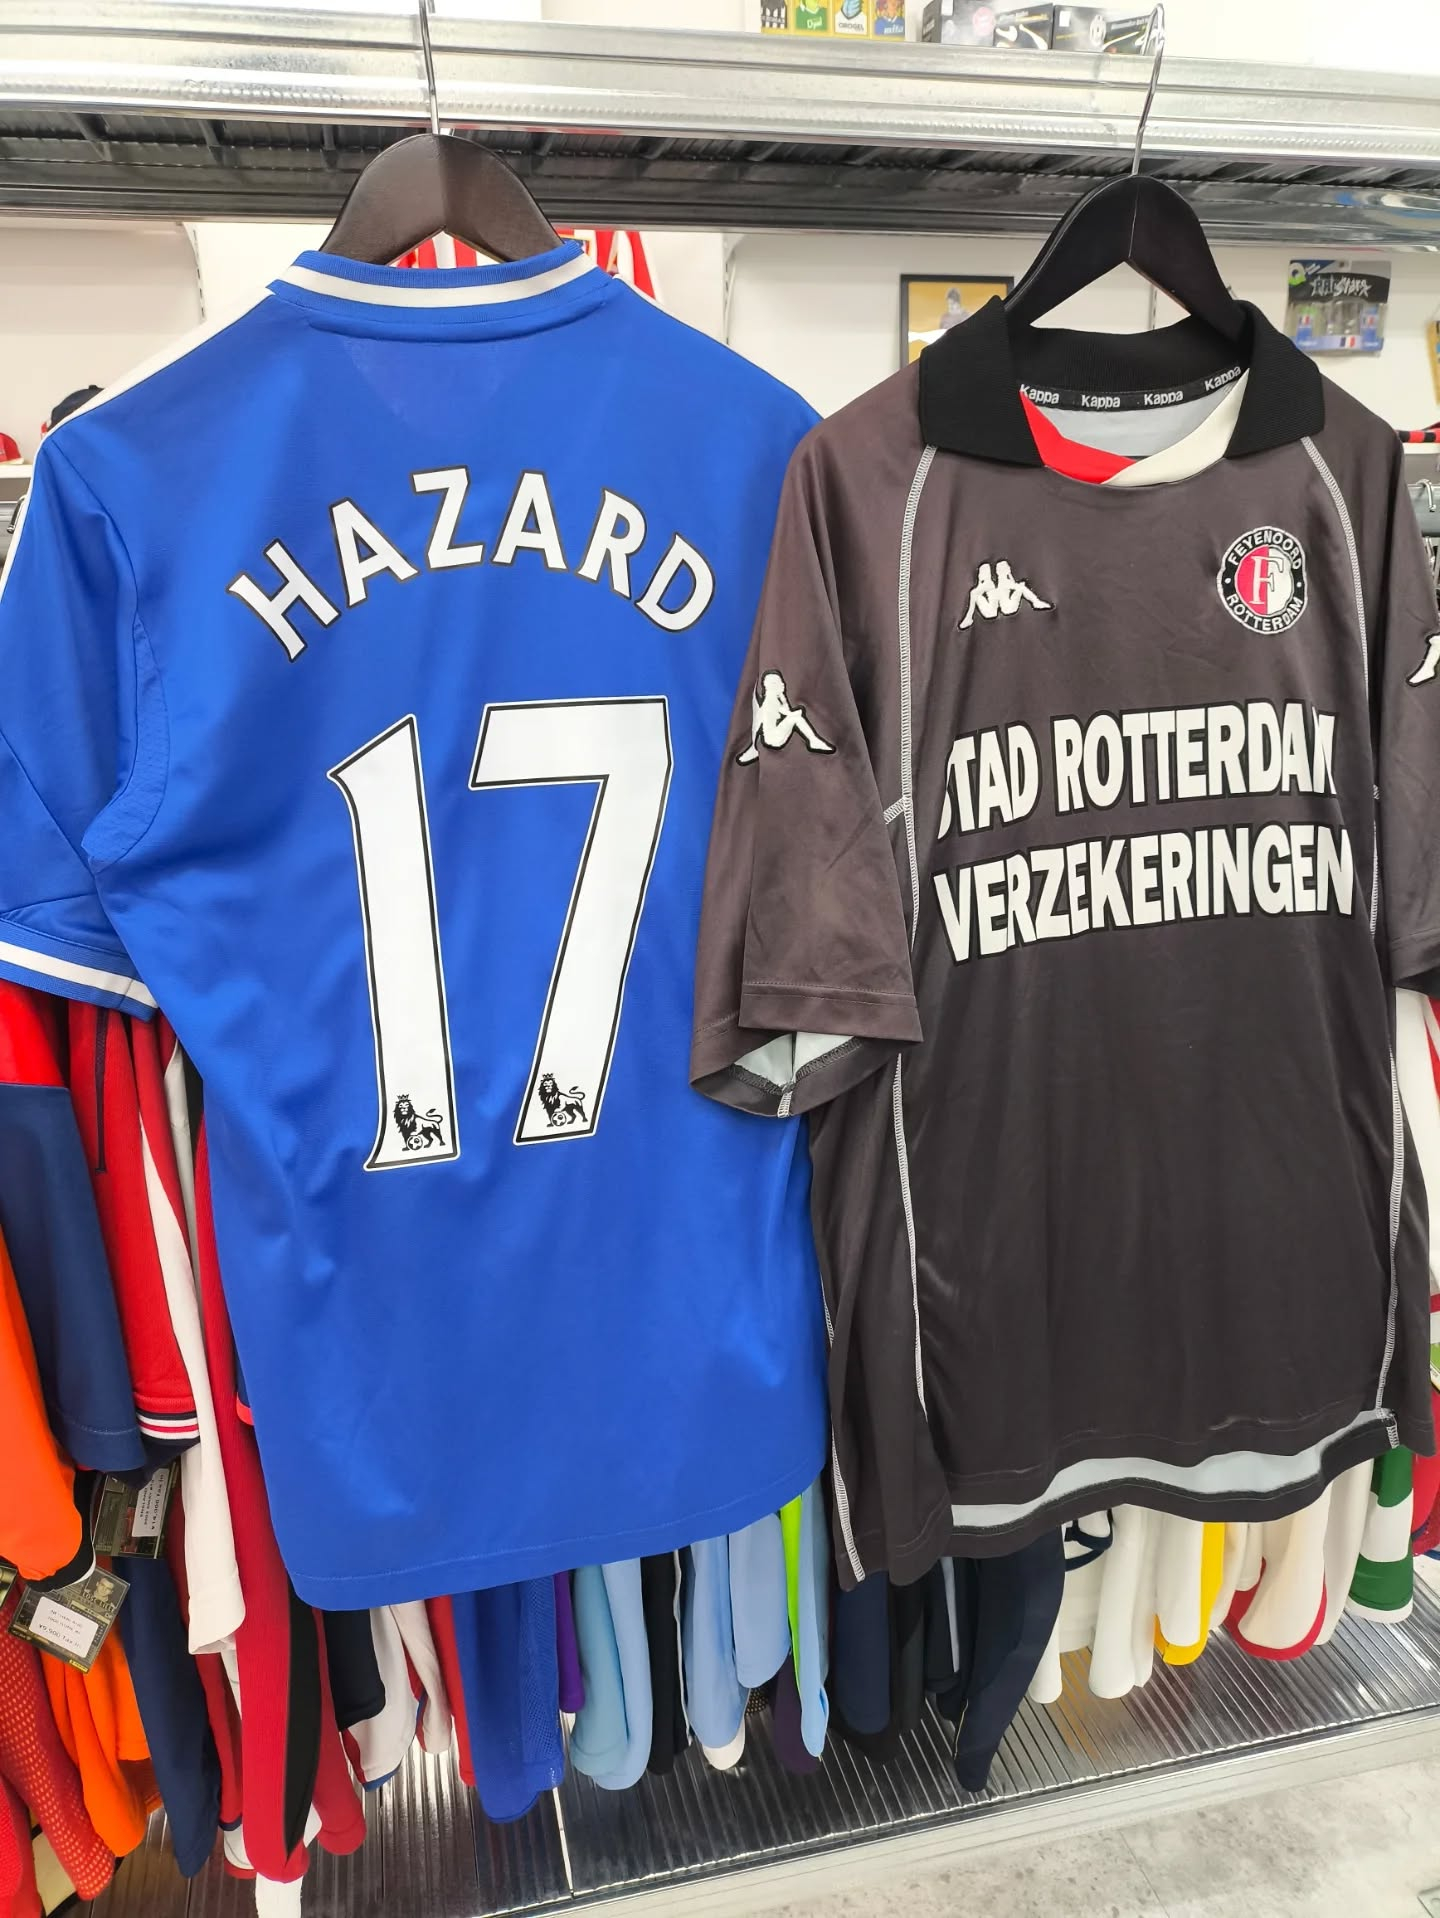 HAZARD
17
Kappa Kappa Kappa Kappa
FEYENOORD
F
ROTTERDAM
STAD ROTTERDAM
VERZEKERINGEN